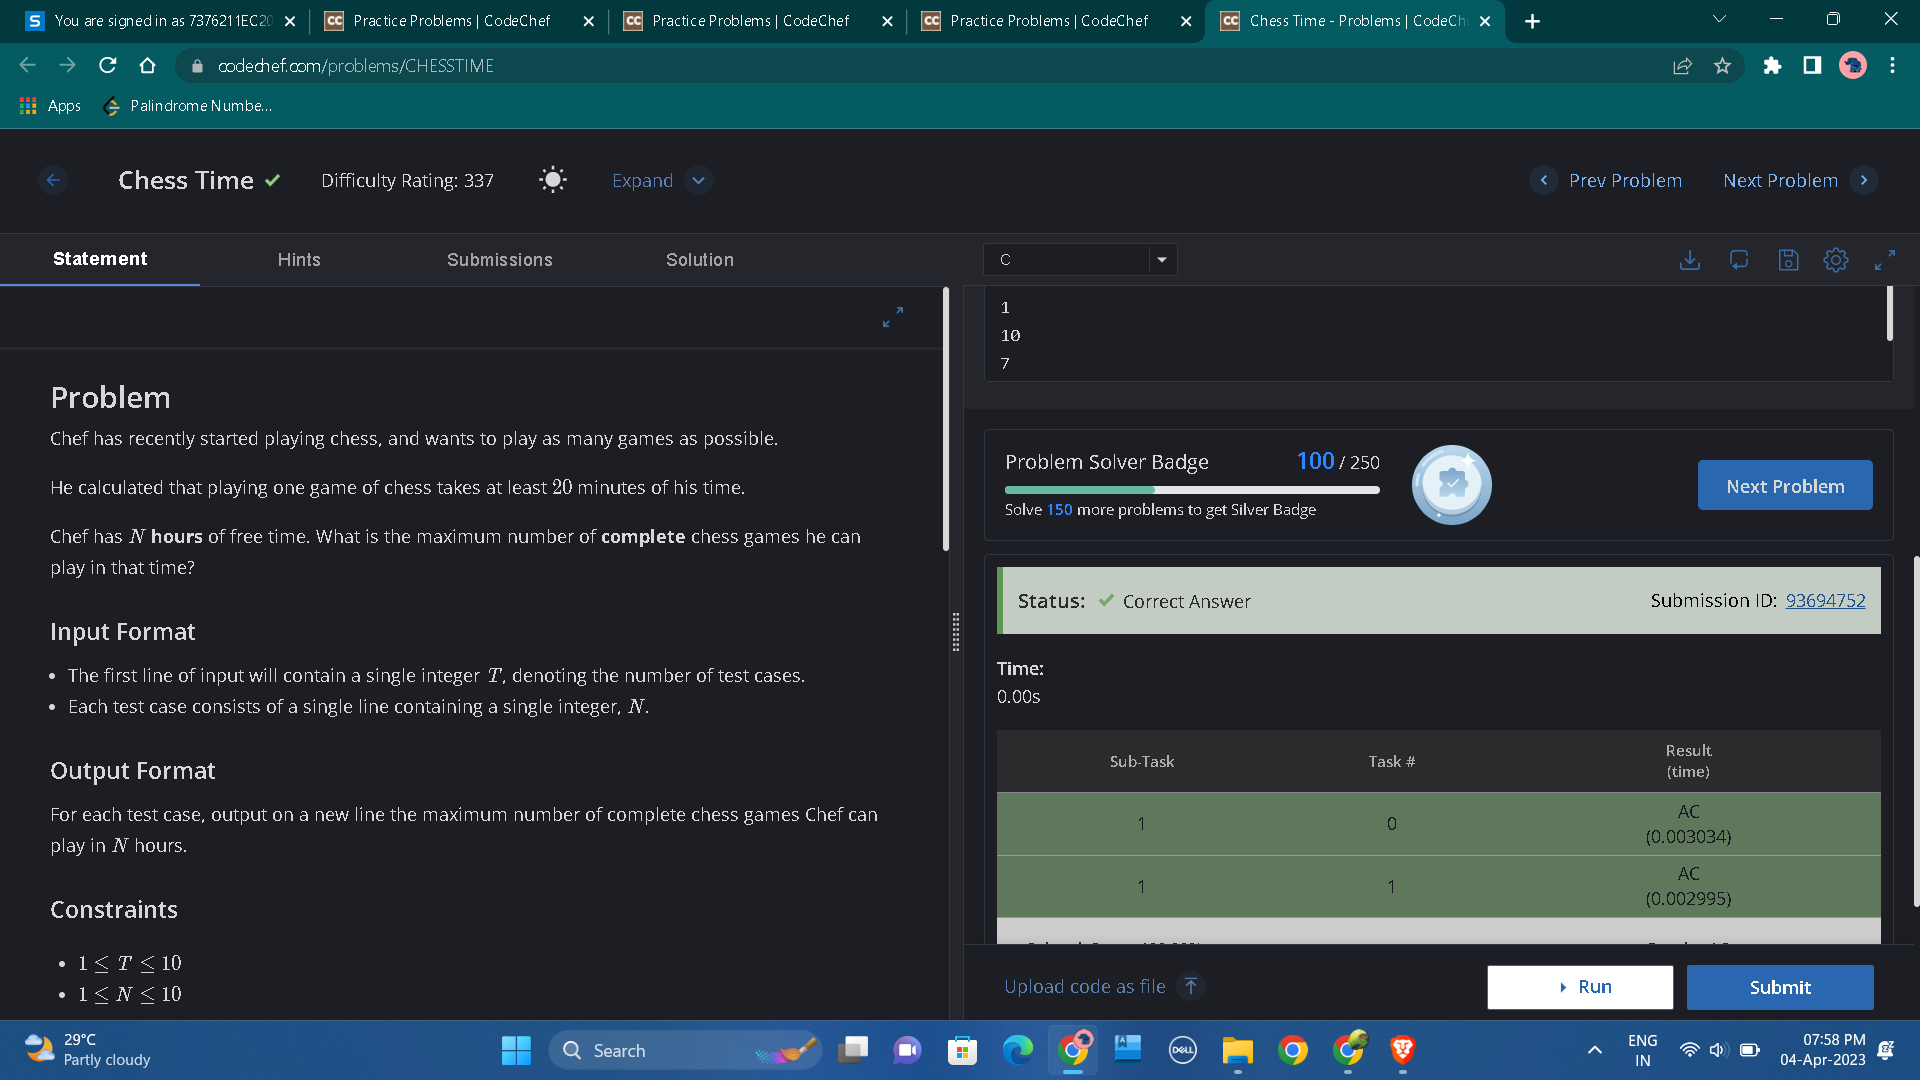 You are signed in as 7376211EC20
Practice Problems | CodeChef
Practice Problems | CodeChef
Practice Problems | CodeChef
Chess Time - Problems | CodeCh
codechef.com/problems/CHESSTIME
Apps
Palindrome Numbe...
Chess Time
Difficulty Rating: 337
Expand
Prev Problem
Next Problem
Statement
Hints
Submissions
Solution
C
Problem
Chef has recently started playing chess, and wants to play as many games as possible.
He calculated that playing one game of chess takes at least 20 minutes of his time.
Chef has N hours of free time. What is the maximum number of complete chess games he can
play in that time?
Input Format
• The first line of input will contain a single integer T, denoting the number of test cases.
• Each test case consists of a single line containing a single integer, N.
Output Format
For each test case, output on a new line the maximum number of complete chess games Chef can
play in N hours.
Constraints
• 1 ≤ T ≤ 10
• 1 ≤ N ≤ 10
1
10
7
Problem Solver Badge
100 / 250
Solve 150 more problems to get Silver Badge
Next Problem
Status: Correct Answer
Submission ID: 93694752
Time:
0.00s
Sub-Task Task # Result
(time)
1 0 AC
(0.003034)
1 1 AC
(0.002995)
Upload code as file
Run
Submit
29°C
Partly cloudy
Search
DELL
ENG
IN
07:58 PM
04-Apr-2023